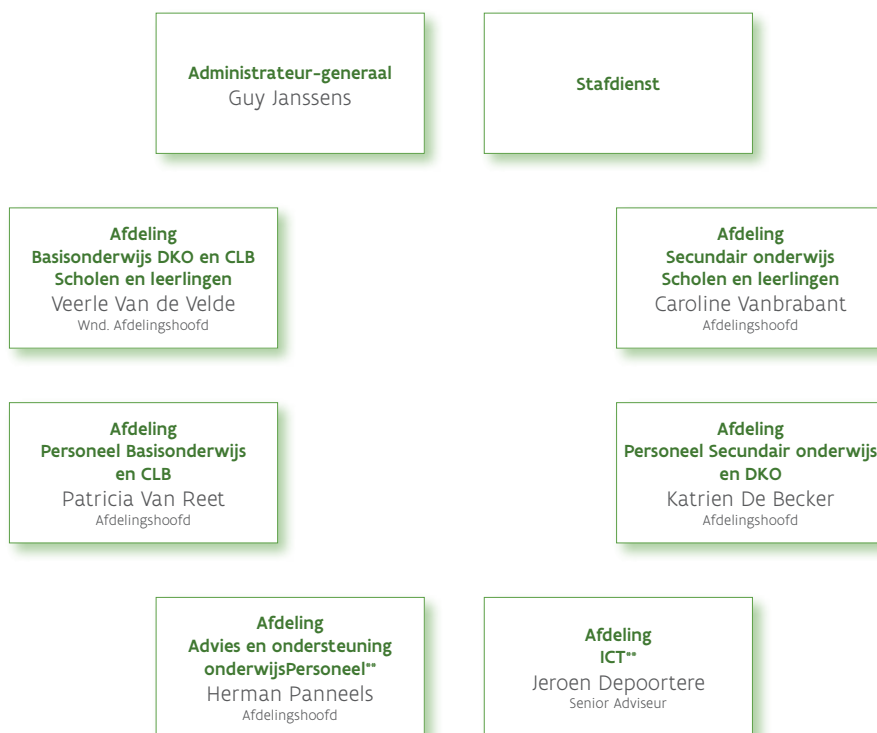 Administrateur-generaal
Guy Janssens
Stafdienst
Afdeling
Basisonderwijs DKO en CLB
Scholen en leerlingen
Veerle Van de Velde
Wnd. Afdelingshoofd
Afdeling
Secundair onderwijs
Scholen en leerlingen
Caroline Vanbrabant
Afdelingshoofd
Afdeling
Personeel Basisonderwijs
en CLB
Patricia Van Reet
Afdelingshoofd
Afdeling
Personeel Secundair onderwijs
en DKO
Katrien De Becker
Afdelingshoofd
Afdeling
Advies en ondersteuning
onderwijsPersoneel**
Herman Panneels
Afdelingshoofd
Afdeling
ICT**
Jeroen Depoortere
Senior Adviseur